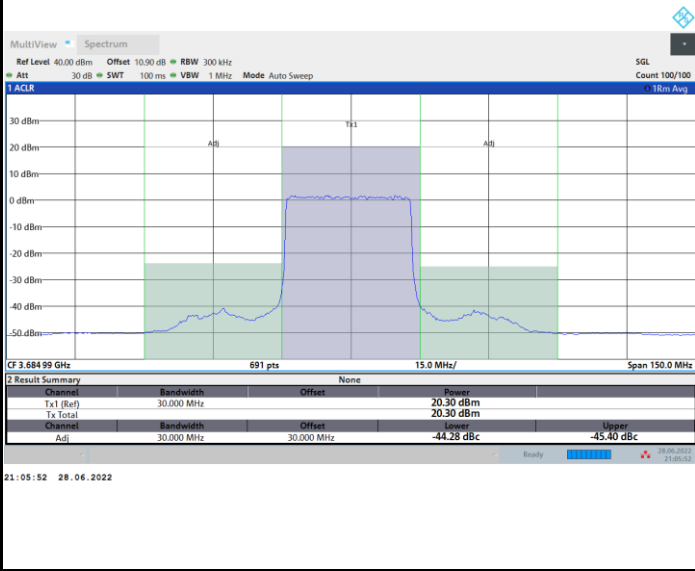 MultiView Spectrum
Ref Level 40.00 dBm Offset 10.90 dB RBW 300 kHz SGL
Att 30 dB SWT 100 ms VBW 1 MHz Mode Auto Sweep Count 100/100
1 ACLR 1Rm Avg
Tx1
30 dBm
20 dBm
Adj Adj
10 dBm
0 dBm
-10 dBm
-20 dBm
-30 dBm
-40 dBm
-50 dBm
CF 3.684 99 GHz 691 pts 15.0 MHz/ Span 150.0 MHz
2 Result Summary None
Channel Bandwidth Offset Power
Tx1 (Ref) 30.000 MHz 20.30 dBm
Tx Total 20.30 dBm
Channel Bandwidth Offset Lower Upper
Adj 30.000 MHz 30.000 MHz -44.28 dBc -45.40 dBc
Ready 28.06.2022
21:05:52
21:05:52 28.06.2022